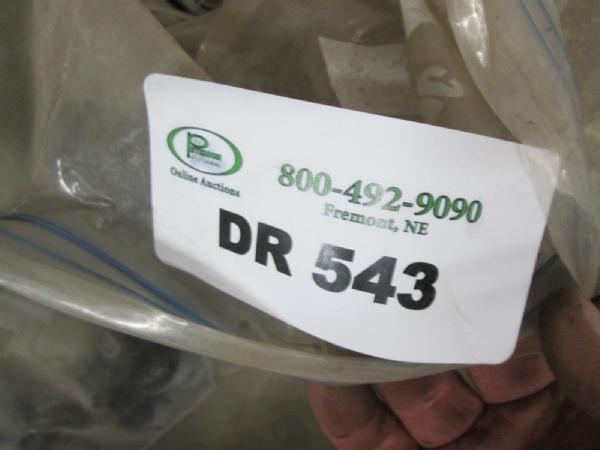 Online Auctions
800-492-9090
Fremont, NE
DR 543